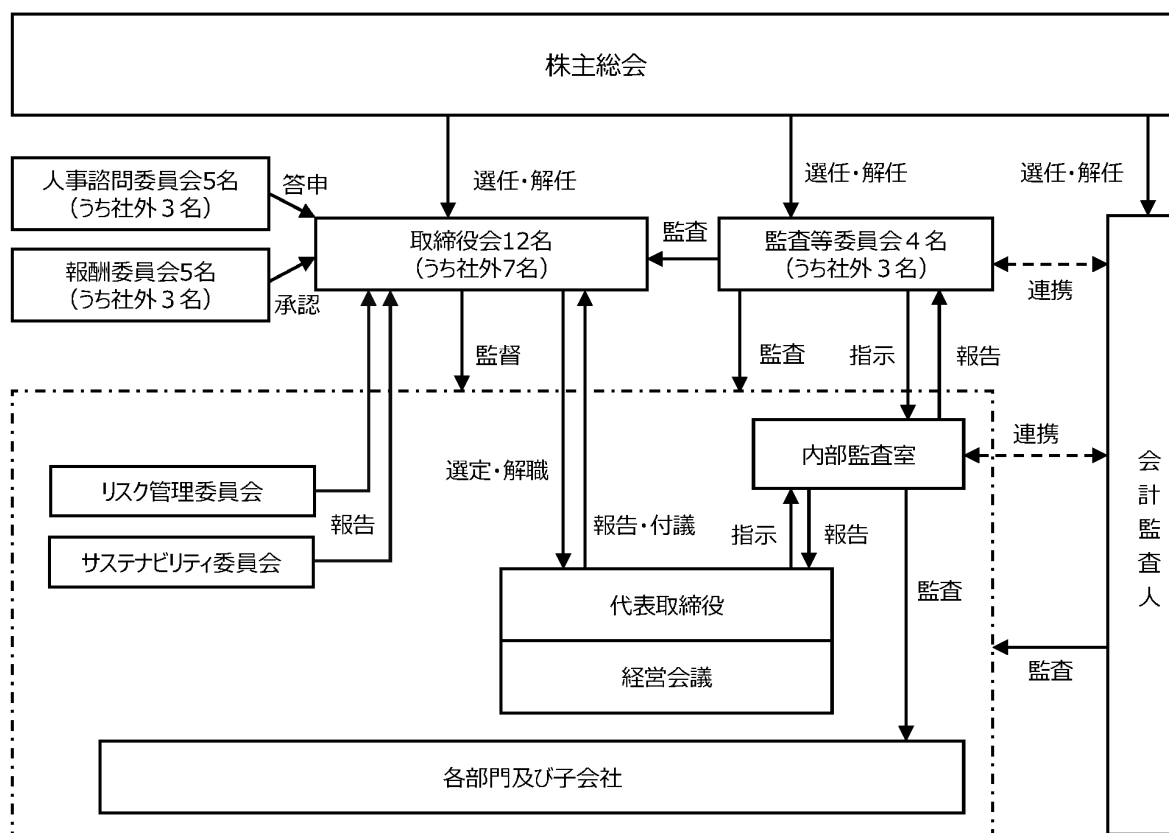 株主総会
選任・解任
選任・解任
選任・解任
人事諮問委員会5名
（うち社外３名）
答申
取締役会12名
（うち社外7名）
監査
監査等委員会４名
（うち社外３名）
報酬委員会5名
（うち社外３名）
承認
連携
監督
監査
指示
報告
連携
内部監査室
選定・解職
リスク管理委員会
報告
報告・付議
指示
報告
サステナビリティ委員会
代表取締役
監査
会計監査人
経営会議
監査
各部門及び子会社